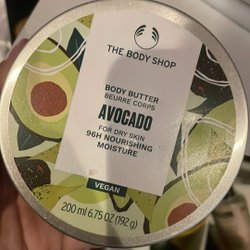 THE BODY SHOP
BODY BUTTER
BEURRE CORPS
AVOCADO
FOR DRY SKIN
96H NOURISHING
MOISTURE
VEGAN
200 ml 6.75 OZ (192 g)